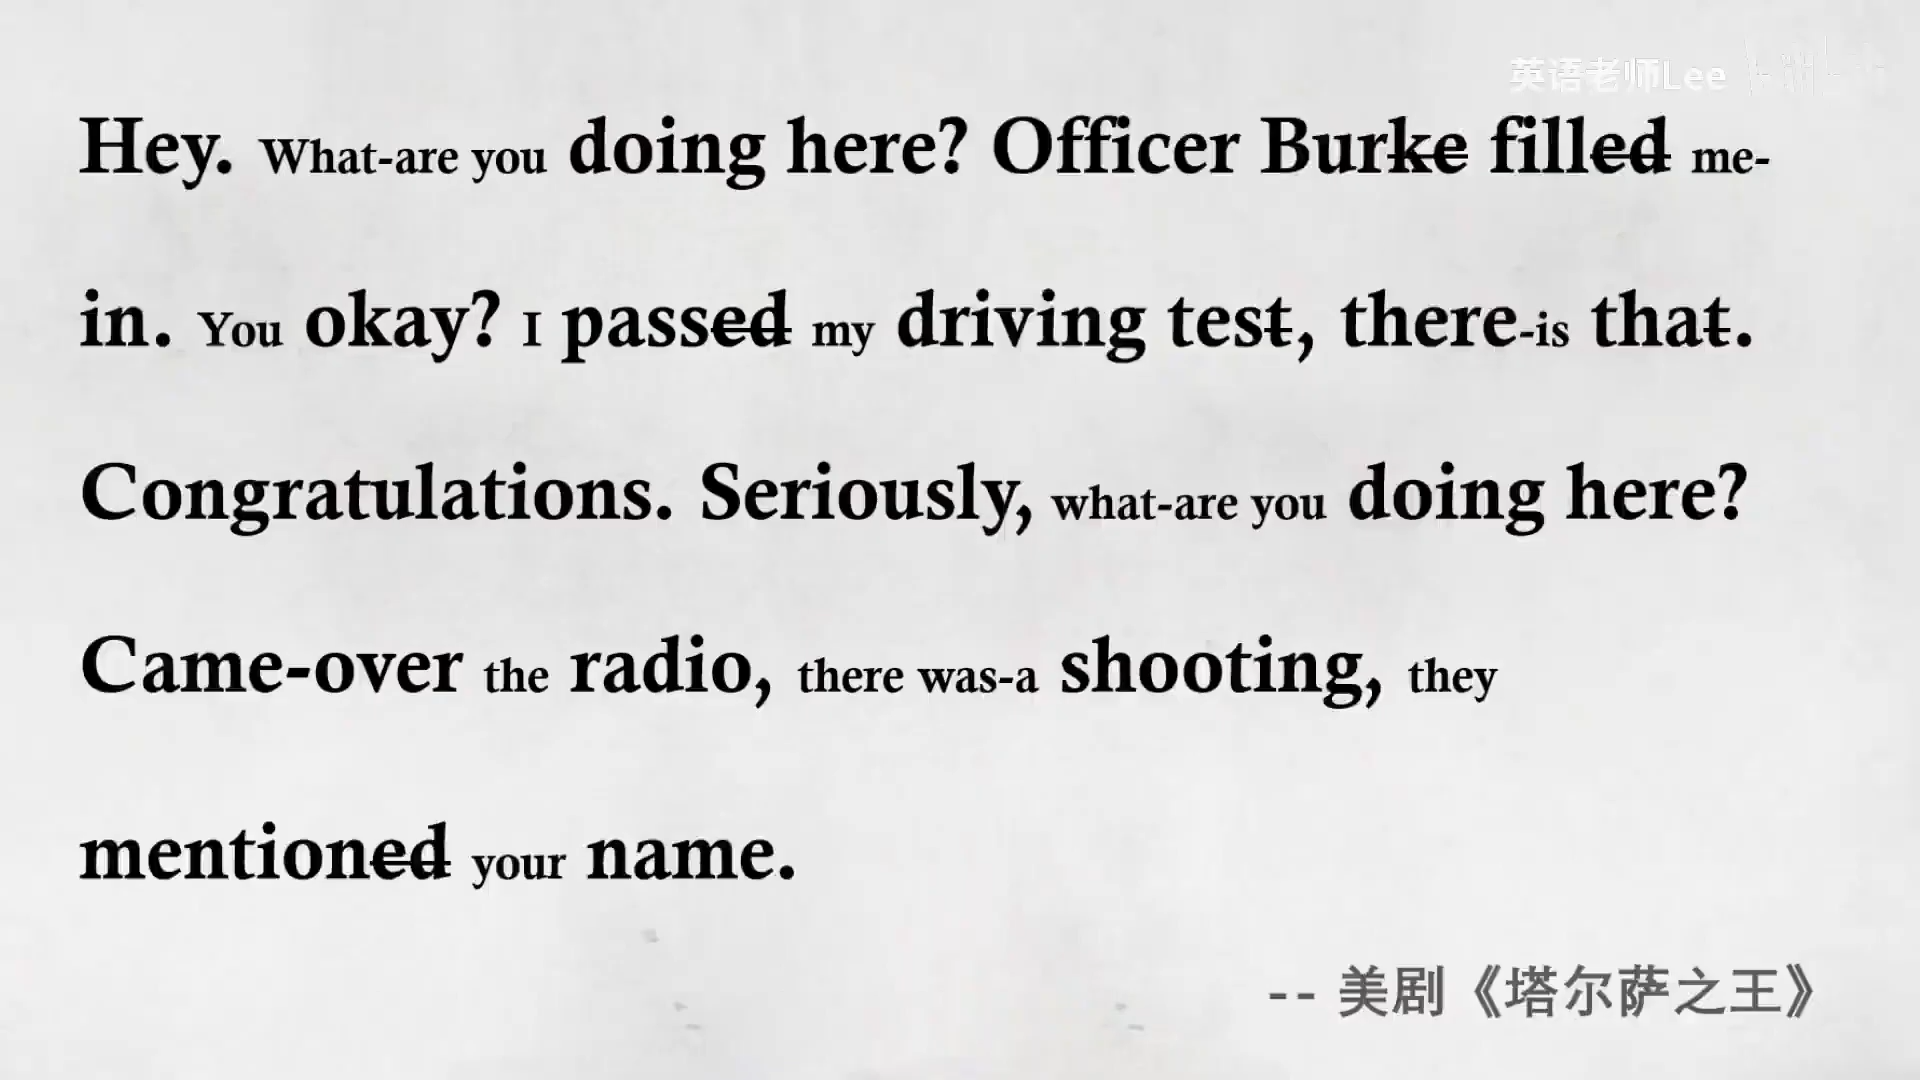 英语老师Lee
Hey. What-are you doing here? Officer Burke filled me-
in. You okay? I passed my driving test, there-is that.
Congratulations. Seriously, what-are you doing here?
Came-over the radio, there was-a shooting, they
mentioned your name.
-- 美剧《塔尔萨之王》